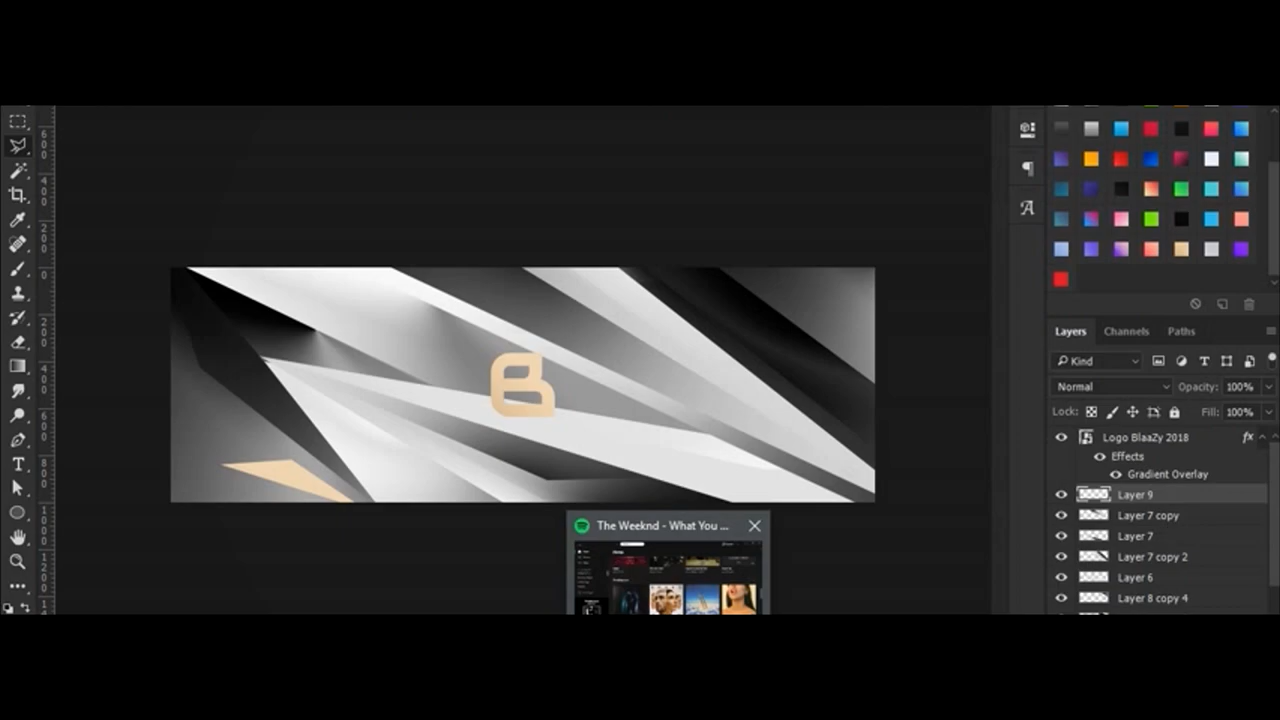 Kind
Layers Channels Paths
Normal Opacity: 100%
Lock: Fill: 100%
Logo BlaaZy 2018 fx
Effects
Gradient Overlay
Layer 9
Layer 7 copy
Layer 7
Layer 7 copy 2
Layer 6
Layer 8 copy 4
B
The Weeknd - What You ...